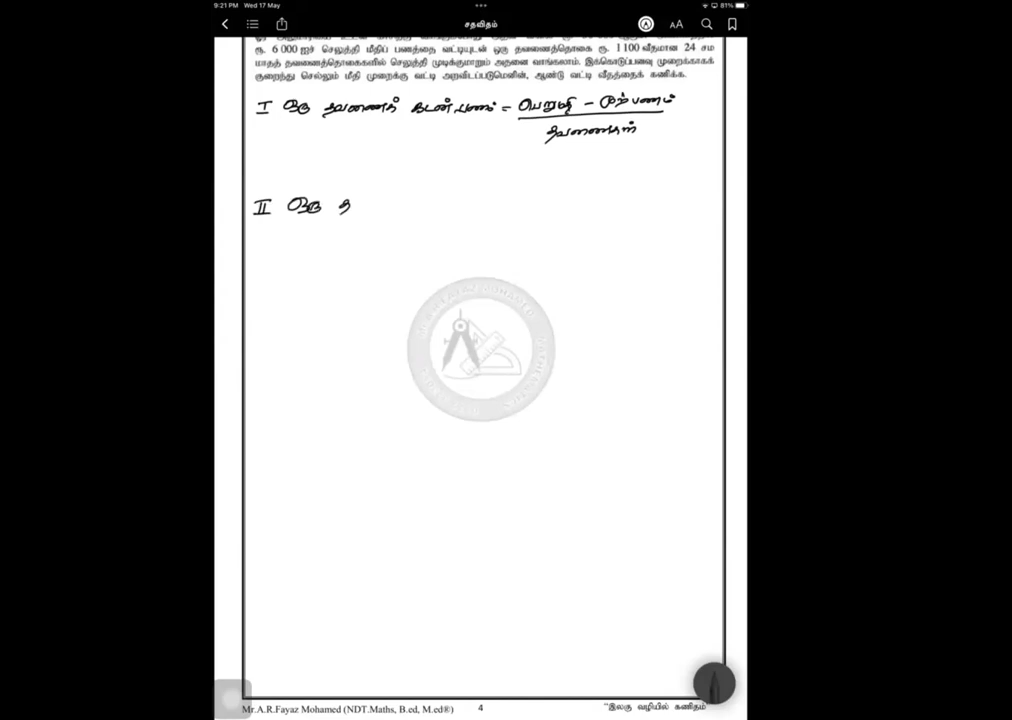 9:21 PM Wed 17 May
81%
சதவிதம்
AA
ரூ. 6 000 ஐச் செலுத்தி மீதிப் பணத்தை வட்டியுடன் ஒரு தவணைத்தொகை ரூ. 1 100 வீதமான 24 சம
மாதத் தவணைத்தொகைகளில் செலுத்தி முடிக்குமாறும் அதனை வாங்கலாம். இக்கொடுப்பனவு முறைக்காகக்
குறைந்து செல்லும் மீதி முறைக்கு வட்டி அறவிடப்படுமெனின், ஆண்டு வட்டி வீதத்தைக் கணிக்க.
I ஒரு தவணைக் கடன் பணம் = பெறுமதி - முற்பணம்
தவணைகள்
II ஒரு த
Mr.A.R.Fayaz Mohamed (NDT.Maths, B.ed, M.ed®)
4
"இலகு வழியில் கணிதம்